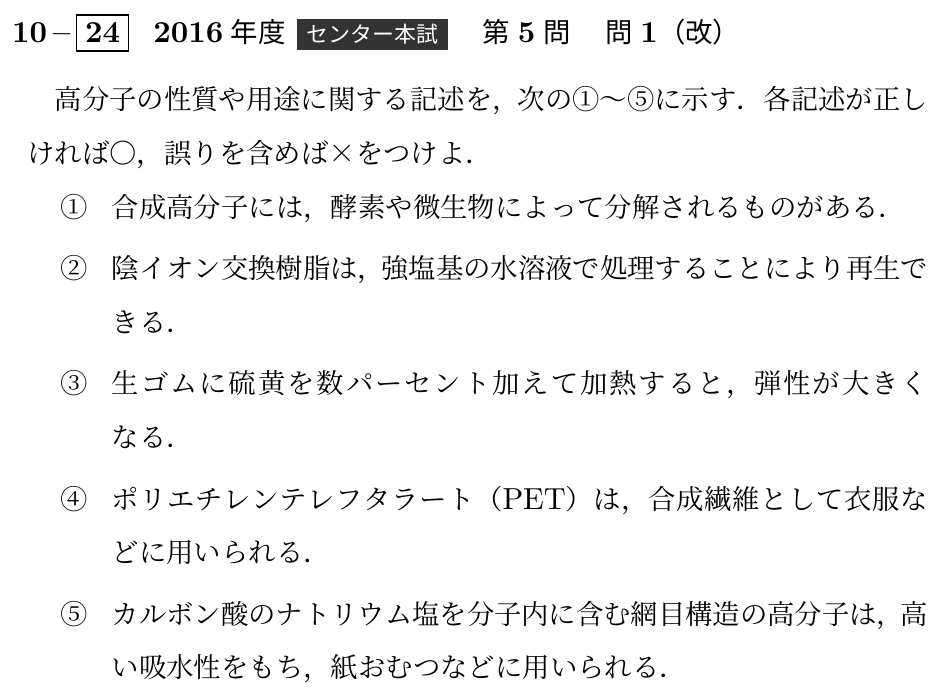 10－24 2016 年度 センター本試 第 5 問 問 1（改）
高分子の性質や用途に関する記述を，次の①～⑤に示す．各記述が正し
ければ○，誤りを含めば×をつけよ．
① 合成高分子には，酵素や微生物によって分解されるものがある．
② 陰イオン交換樹脂は，強塩基の水溶液で処理することにより再生で
きる．
③ 生ゴムに硫黄を数パーセント加えて加熱すると，弾性が大きく
なる．
④ ポリエチレンテレフタラート（PET）は，合成繊維として衣服な
どに用いられる．
⑤ カルボン酸のナトリウム塩を分子内に含む網目構造の高分子は，高
い吸水性をもち，紙おむつなどに用いられる．